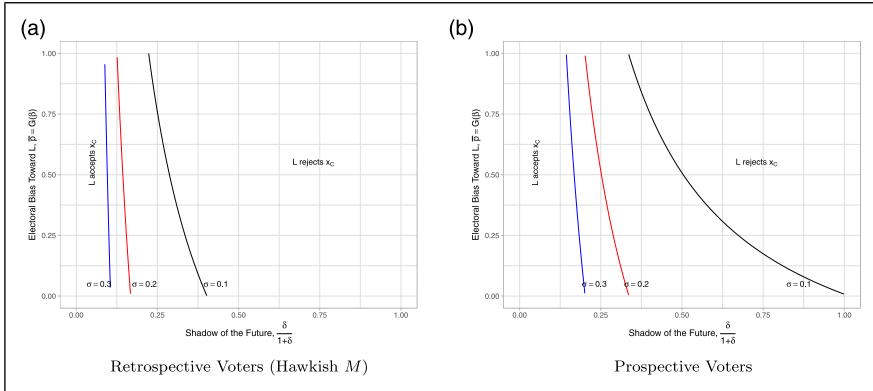 (a)
1.00
0.75
0.50
0.25
0.00
Electoral Bias Toward L, p̅ = G(β)
L accepts x_C
L rejects x_C
σ = 0.3
σ = 0.2
σ = 0.1
0.00 0.25 0.50 0.75 1.00
Shadow of the Future, δ/1+δ
Retrospective Voters (Hawkish M)
(b)
1.00
0.75
0.50
0.25
0.00
Electoral Bias Toward L, p̅ = G(β)
L accepts x_C
L rejects x_C
σ = 0.3
σ = 0.2
σ = 0.1
0.00 0.25 0.50 0.75 1.00
Shadow of the Future, δ/1+δ
Prospective Voters